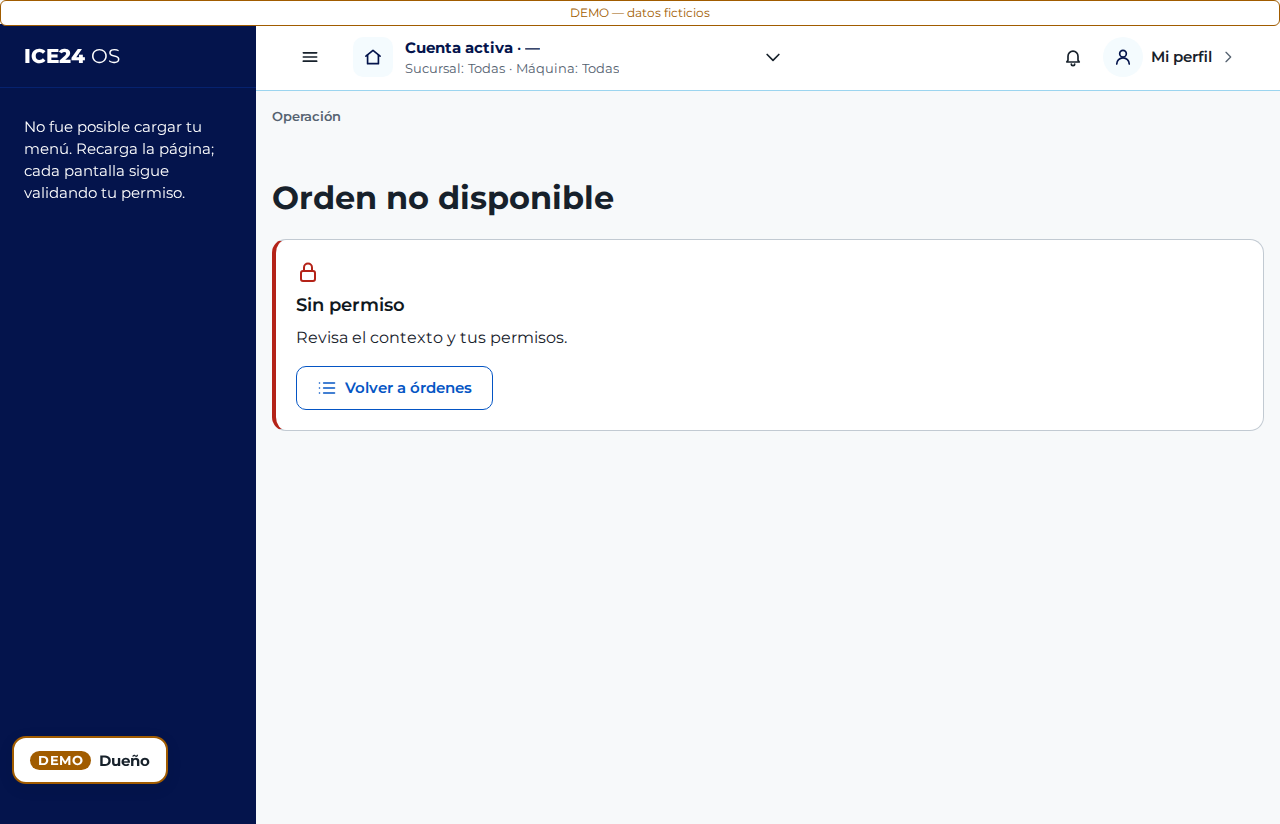 DEMO — datos ficticios
ICE24 OS
Cuenta activa · —
Sucursal: Todas · Máquina: Todas
Mi perfil
No fue posible cargar tu
menú. Recarga la página;
cada pantalla sigue
validando tu permiso.
Operación
Orden no disponible
Sin permiso
Revisa el contexto y tus permisos.
Volver a órdenes
DEMO Dueño